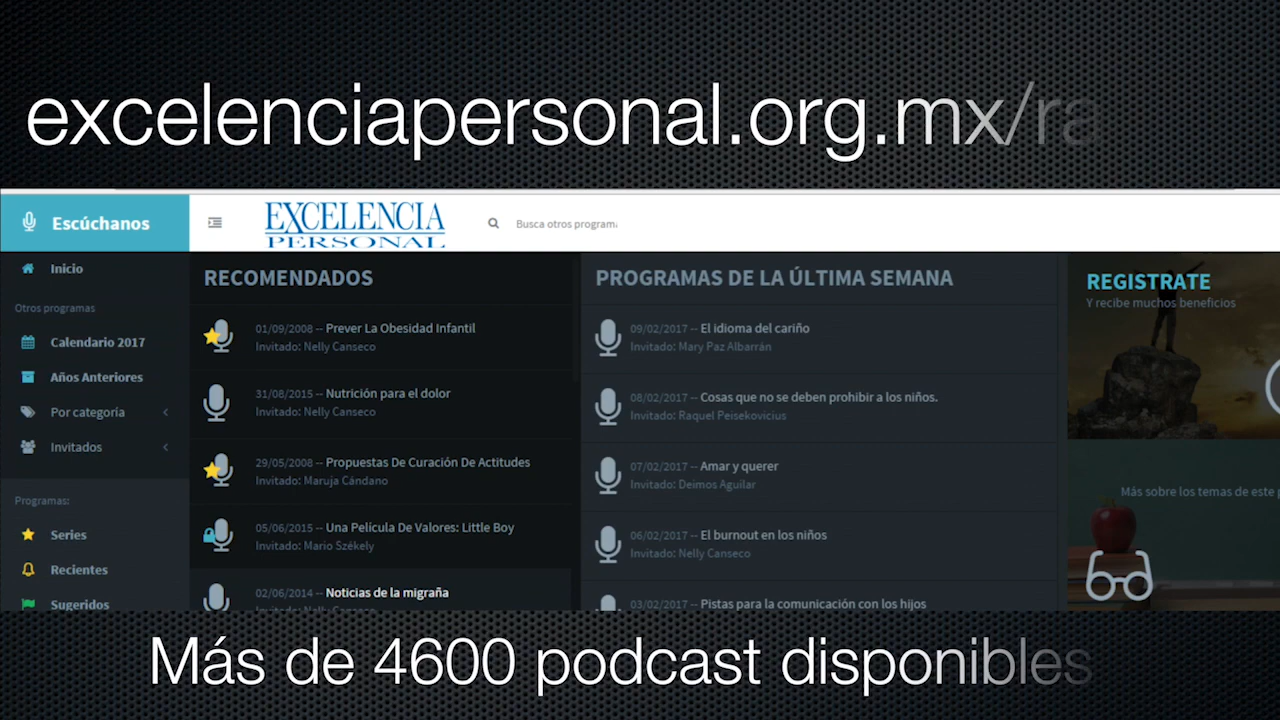 excelenciapersonal.org.mx/ra
Escúchanos
EXCELENCIA
PERSONAL
Busca otros programa
Inicio
Otros programas
Calendario 2017
Años Anteriores
Por categoría
Invitados
Programas:
Series
Recientes
Sugeridos
RECOMENDADOS
01/09/2008 -- Prever La Obesidad Infantil
Invitado: Nelly Canseco
31/08/2015 -- Nutrición para el dolor
Invitado: Nelly Canseco
29/05/2008 -- Propuestas De Curación De Actitudes
Invitado: Maruja Cándano
05/06/2015 -- Una Película De Valores: Little Boy
Invitado: Mario Székely
02/06/2014 -- Noticias de la migraña
Invitado: Nelly Canseco
PROGRAMAS DE LA ÚLTIMA SEMANA
09/02/2017 -- El idioma del cariño
Invitado: Mary Paz Albarrán
08/02/2017 -- Cosas que no se deben prohibir a los niños.
Invitado: Raquel Peisekovicius
07/02/2017 -- Amar y querer
Invitado: Deimos Aguilar
06/02/2017 -- El burnout en los niños
Invitado: Nelly Canseco
03/02/2017 -- Pistas para la comunicación con los hijos
REGISTRATE
Y recibe muchos beneficios
Más sobre los temas de este
Más de 4600 podcast disponibles